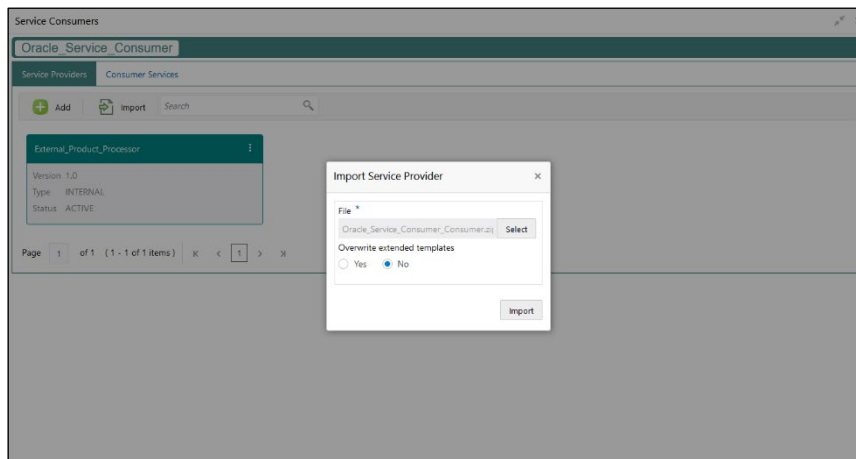 Service Consumers
Oracle_Service_Consumer
Service Providers Consumer Services
Add Import Search
External_Product_Processor
Version 1.0
Type INTERNAL
Status ACTIVE
Page 1 of 1 (1 - 1 of 1 items) 1
Import Service Provider
File *
Oracle_Service_Consumer_Consumer.zip Select
Overwrite extended templates
Yes No
Import